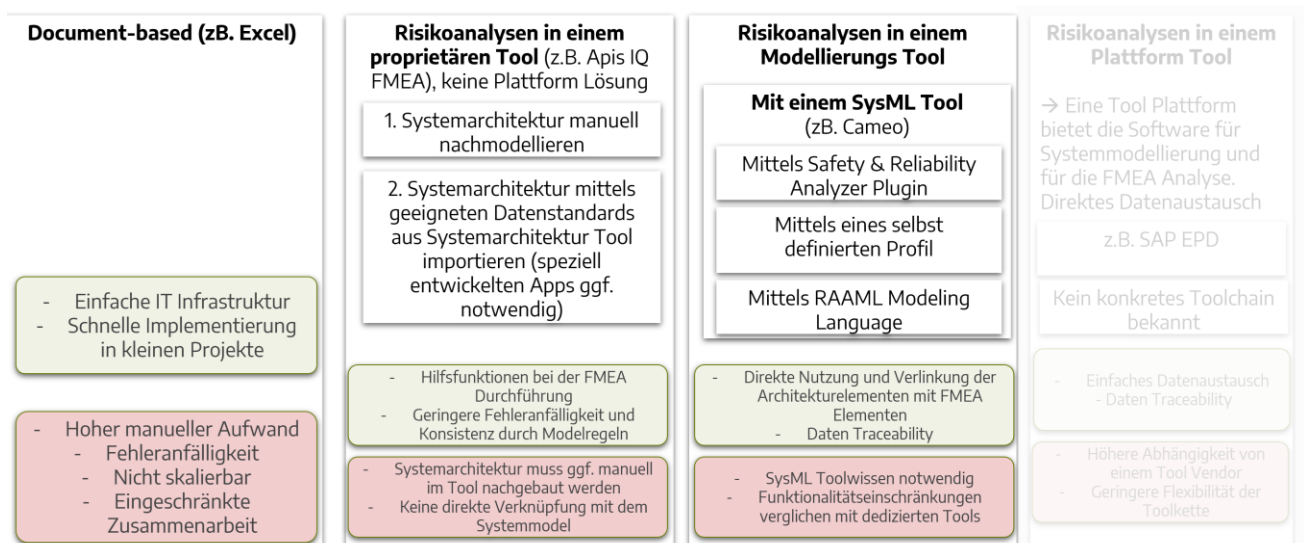 Document-based (zB. Excel)
- Einfache IT Infrastruktur
- Schnelle Implementierung
in kleinen Projekte
- Hoher manueller Aufwand
- Fehleranfälligkeit
- Nicht skalierbar
- Eingeschränkte
Zusammenarbeit
Risikoanalysen in einem
proprietären Tool (z.B. Apis IQ
FMEA), keine Plattform Lösung
1. Systemarchitektur manuell
nachmodellieren
2. Systemarchitektur mittels
geeigneten Datenstandards
aus Systemarchitektur Tool
importieren (speziell
entwickelten Apps ggf.
notwendig)
- Hilfsfunktionen bei der FMEA
Durchführung
- Geringere Fehleranfälligkeit und
Konsistenz durch Modelregeln
- Systemarchitektur muss ggf. manuell
im Tool nachgebaut werden
- Keine direkte Verknüpfung mit dem
Systemmodel
Risikoanalysen in einem
Modellierungs Tool
Mit einem SysML Tool
(zB. Cameo)
Mittels Safety & Reliability
Analyzer Plugin
Mittels eines selbst
definierten Profil
Mittels RAAML Modeling
Language
- Direkte Nutzung und Verlinkung der
Architekturelementen mit FMEA
Elementen
- Daten Traceability
- SysML Toolwissen notwendig
- Funktionalitätseinschränkungen
verglichen mit dedizierten Tools
Risikoanalysen in einem
Plattform Tool
→ Eine Tool Plattform
bietet die Software für
Systemmodellierung und
für die FMEA Analyse.
Direktes Datenaustausch
z.B. SAP EPD
Kein konkretes Toolchain
bekannt
- Einfaches Datenaustausch
- Daten Traceability
- Höhere Abhängigkeit von
einem Tool Vendor
- Geringere Flexibilität der
Toolkette